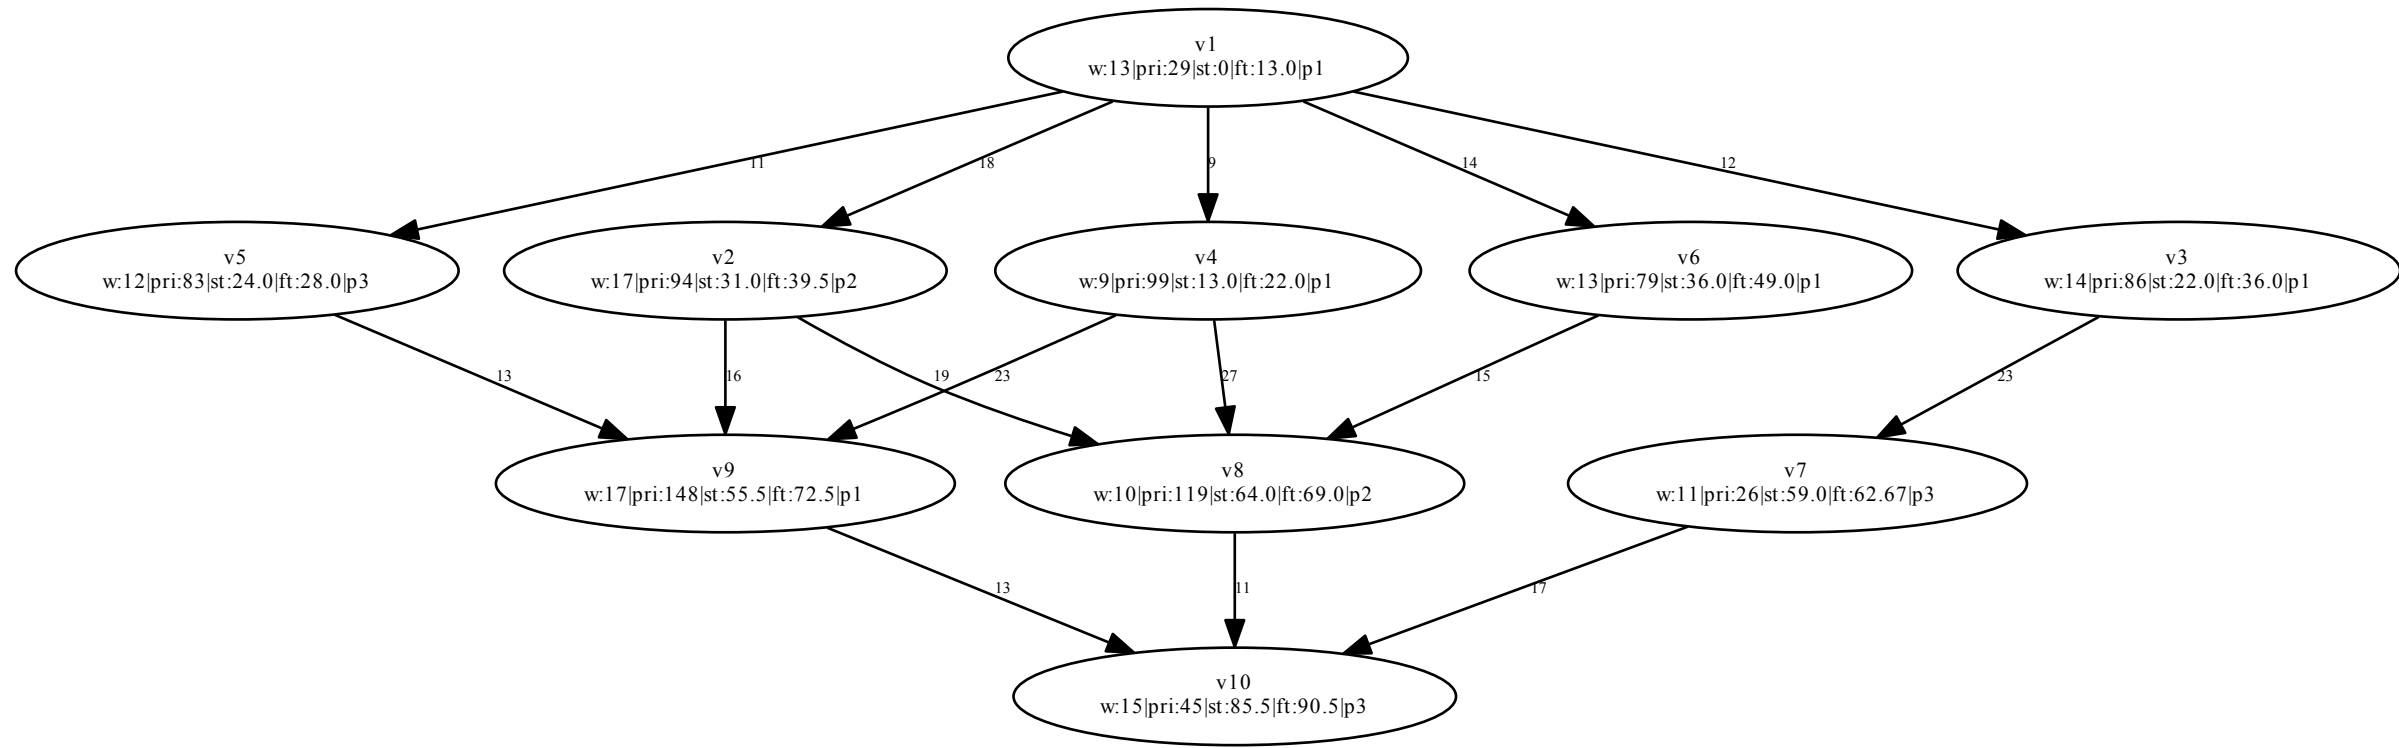 v1
w:13|pri:29|st:0|ft:13.0|p1
11
18
9
14
12
v5
w:12|pri:83|st:24.0|ft:28.0|p3
v2
w:17|pri:94|st:31.0|ft:39.5|p2
v4
w:9|pri:99|st:13.0|ft:22.0|p1
v6
w:13|pri:79|st:36.0|ft:49.0|p1
v3
w:14|pri:86|st:22.0|ft:36.0|p1
13
16
19
23
27
15
23
v9
w:17|pri:148|st:55.5|ft:72.5|p1
v8
w:10|pri:119|st:64.0|ft:69.0|p2
v7
w:11|pri:26|st:59.0|ft:62.67|p3
13
11
17
v10
w:15|pri:45|st:85.5|ft:90.5|p3